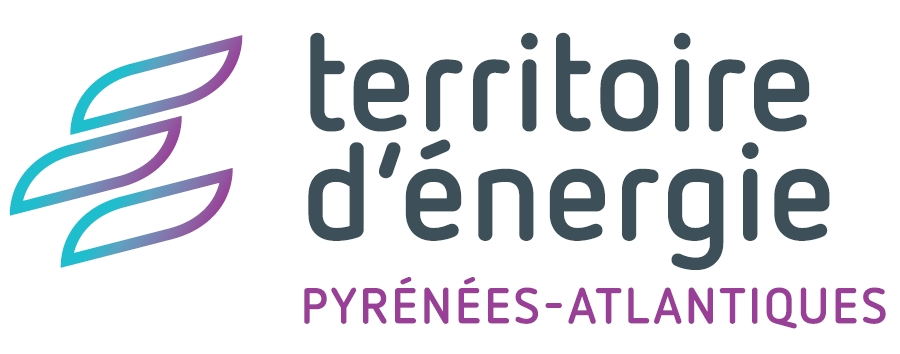 territoire
d'énergie
PYRÉNÉES-ATLANTIQUES